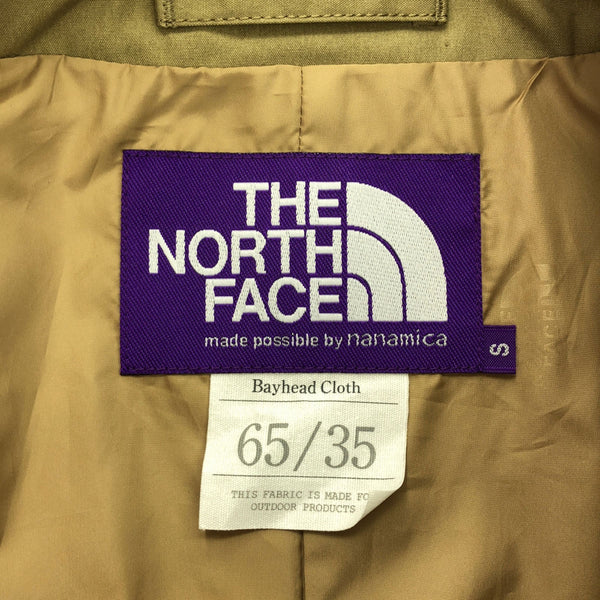 THE
NORTH
FACE
made possible by nanamica
S
Bayhead Cloth
65/35
THIS FABRIC IS MADE FO
OUTDOOR PRODUCTS